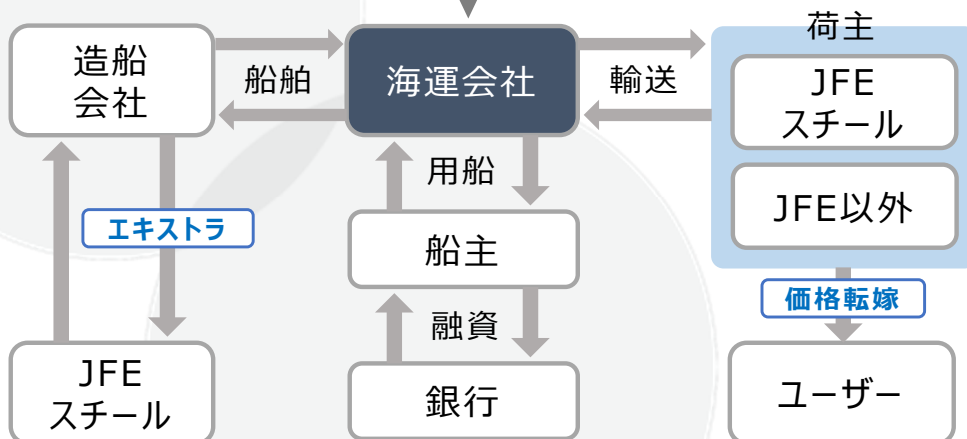 荷主
造船
会社
船舶
海運会社
輸送
JFE
スチール
JFE以外
用船
エキストラ
船主
価格転嫁
融資
JFE
スチール
銀行
ユーザー